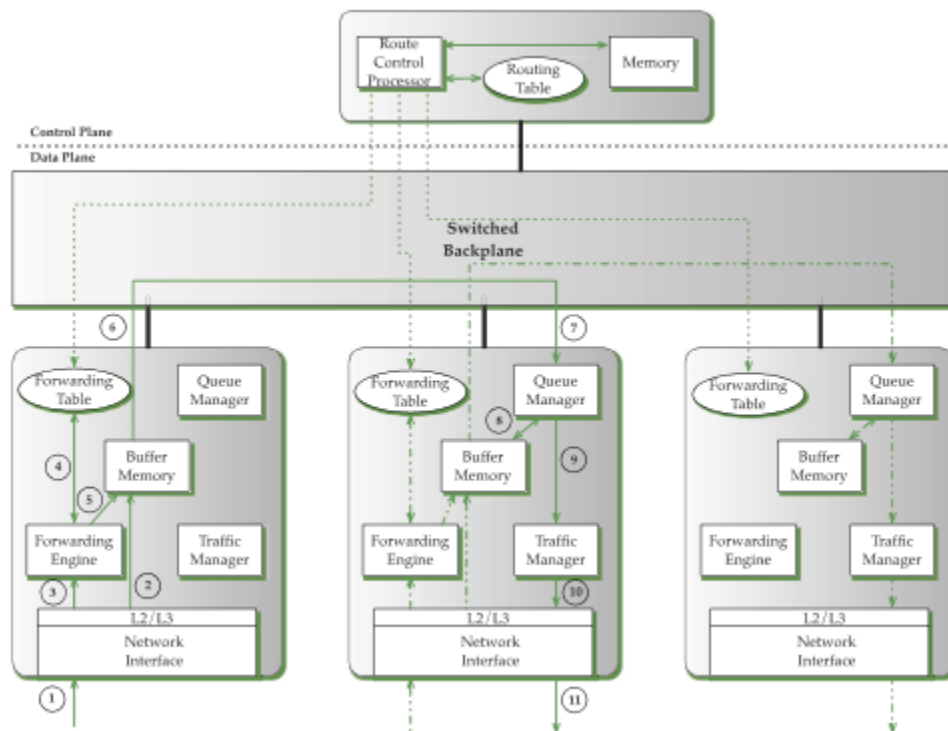 Route
Control
Processor
Routing
Table
Memory
Control Plane
Data Plane
Switched
Backplane
6
7
Forwarding
Table
Queue
Manager
Forwarding
Table
Queue
Manager
Forwarding
Table
Queue
Manager
8
4
Buffer
Memory
Buffer
Memory
9
Buffer
Memory
5
Forwarding
Engine
Traffic
Manager
Forwarding
Engine
Traffic
Manager
Forwarding
Engine
Traffic
Manager
3
2
10
L2/L3
Network
Interface
L2/L3
Network
Interface
L2/L3
Network
Interface
1
11